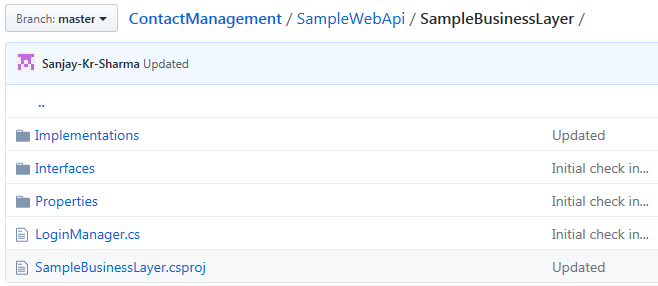 Branch: master ContactManagement / SampleWebApi / SampleBusinessLayer /
Sanjay-Kr-Sharma Updated
..
Implementations Updated
Interfaces Initial check in...
Properties Initial check in...
LoginManager.cs Initial check in...
SampleBusinessLayer.csproj Updated